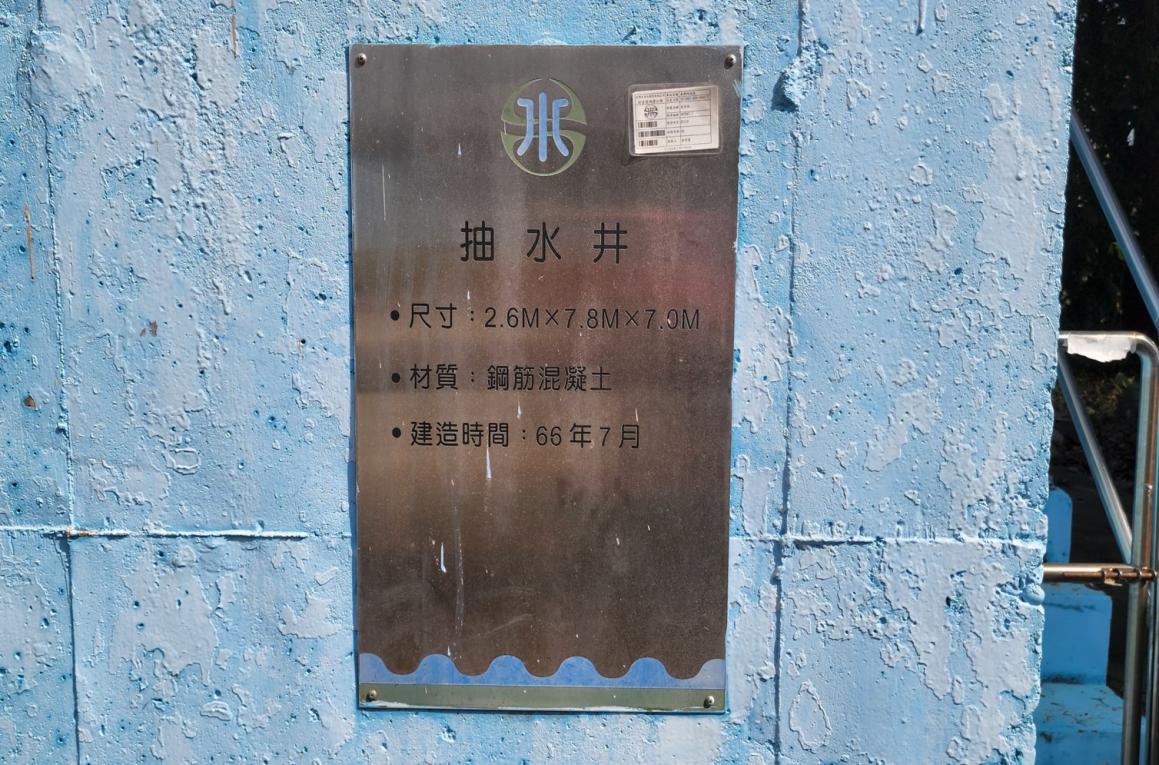 水
抽水井
•尺寸：2.6M×7.8M×7.0M
•材質：鋼筋混凝土
•建造時間：66年7月